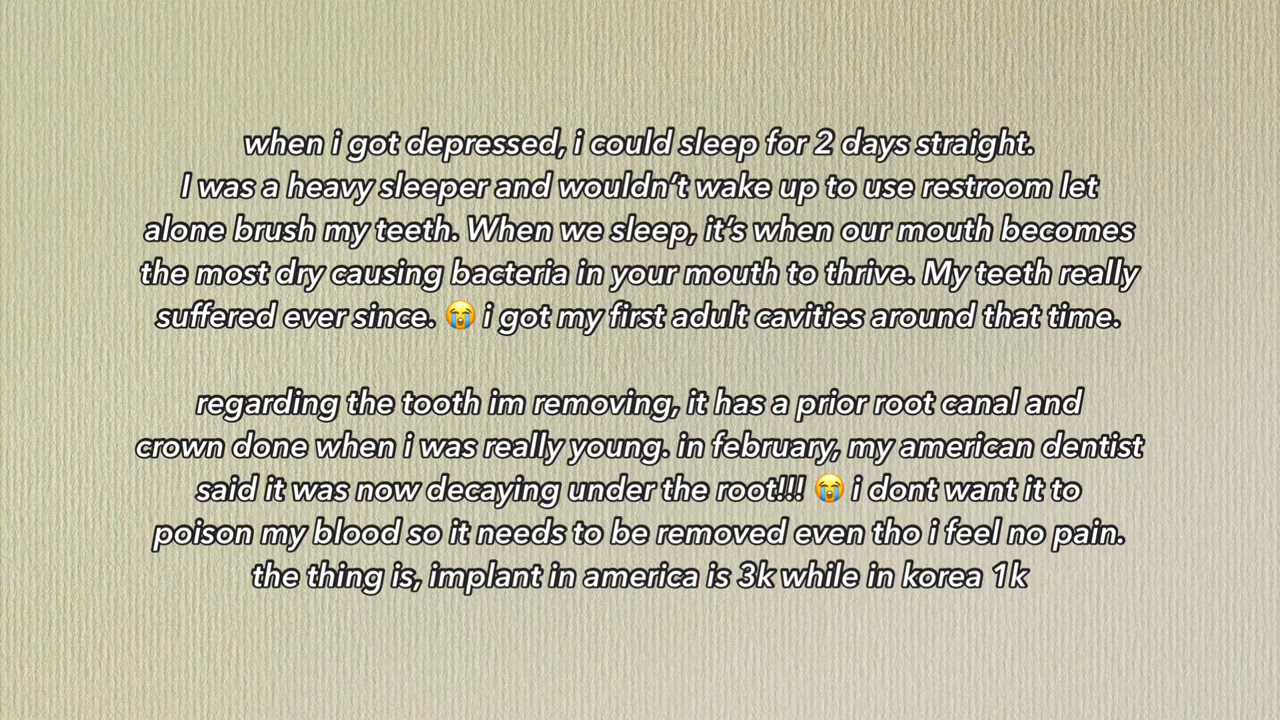 when i got depressed, i could sleep for 2 days straight.
I was a heavy sleeper and wouldn't wake up to use restroom let
alone brush my teeth. When we sleep, it's when our mouth becomes
the most dry causing bacteria in your mouth to thrive. My teeth really
suffered ever since. 😭 i got my first adult cavities around that time.
regarding the tooth im removing, it has a prior root canal and
crown done when i was really young. in february, my american dentist
said it was now decaying under the root!!! 😭 i dont want it to
poison my blood so it needs to be removed even tho i feel no pain.
the thing is, implant in america is 3k while in korea 1k